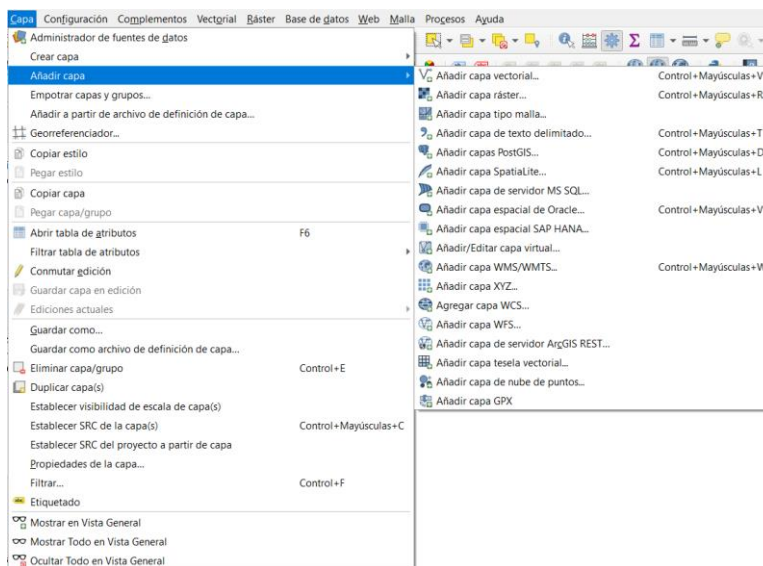 Capa Configuración Complementos Vectorial Ráster Base de datos Web Malla Procesos Ayuda
Administrador de fuentes de datos
Crear capa
Añadir capa
Empotrar capas y grupos...
Añadir a partir de archivo de definición de capa...
Georreferenciador...
Copiar estilo
Pegar estilo
Copiar capa
Pegar capa/grupo
Abrir tabla de atributos F6
Filtrar tabla de atributos
Conmutar edición
Guardar capa en edición
Ediciones actuales
Guardar como...
Guardar como archivo de definición de capa...
Eliminar capa/grupo Control+E
Duplicar capa(s)
Establecer visibilidad de escala de capa(s)
Establecer SRC de la capa(s) Control+Mayúsculas+C
Establecer SRC del proyecto a partir de capa
Propiedades de la capa...
Filtrar... Control+F
Etiquetado
Mostrar en Vista General
Mostrar Todo en Vista General
Ocultar Todo en Vista General
Añadir capa vectorial... Control+Mayúsculas+V
Añadir capa ráster... Control+Mayúsculas+R
Añadir capa tipo malla...
Añadir capa de texto delimitado... Control+Mayúsculas+T
Añadir capas PostGIS... Control+Mayúsculas+D
Añadir capa SpatiaLite... Control+Mayúsculas+L
Añadir capa de servidor MS SQL...
Añadir capa espacial de Oracle... Control+Mayúsculas+V
Añadir capa espacial SAP HANA...
Añadir/Editar capa virtual...
Añadir capa WMS/WMTS... Control+Mayúsculas+W
Añadir capa XYZ...
Agregar capa WCS...
Añadir capa WFS...
Añadir capa de servidor ArcGIS REST...
Añadir capa tesela vectorial...
Añadir capa de nube de puntos...
Añadir capa GPX